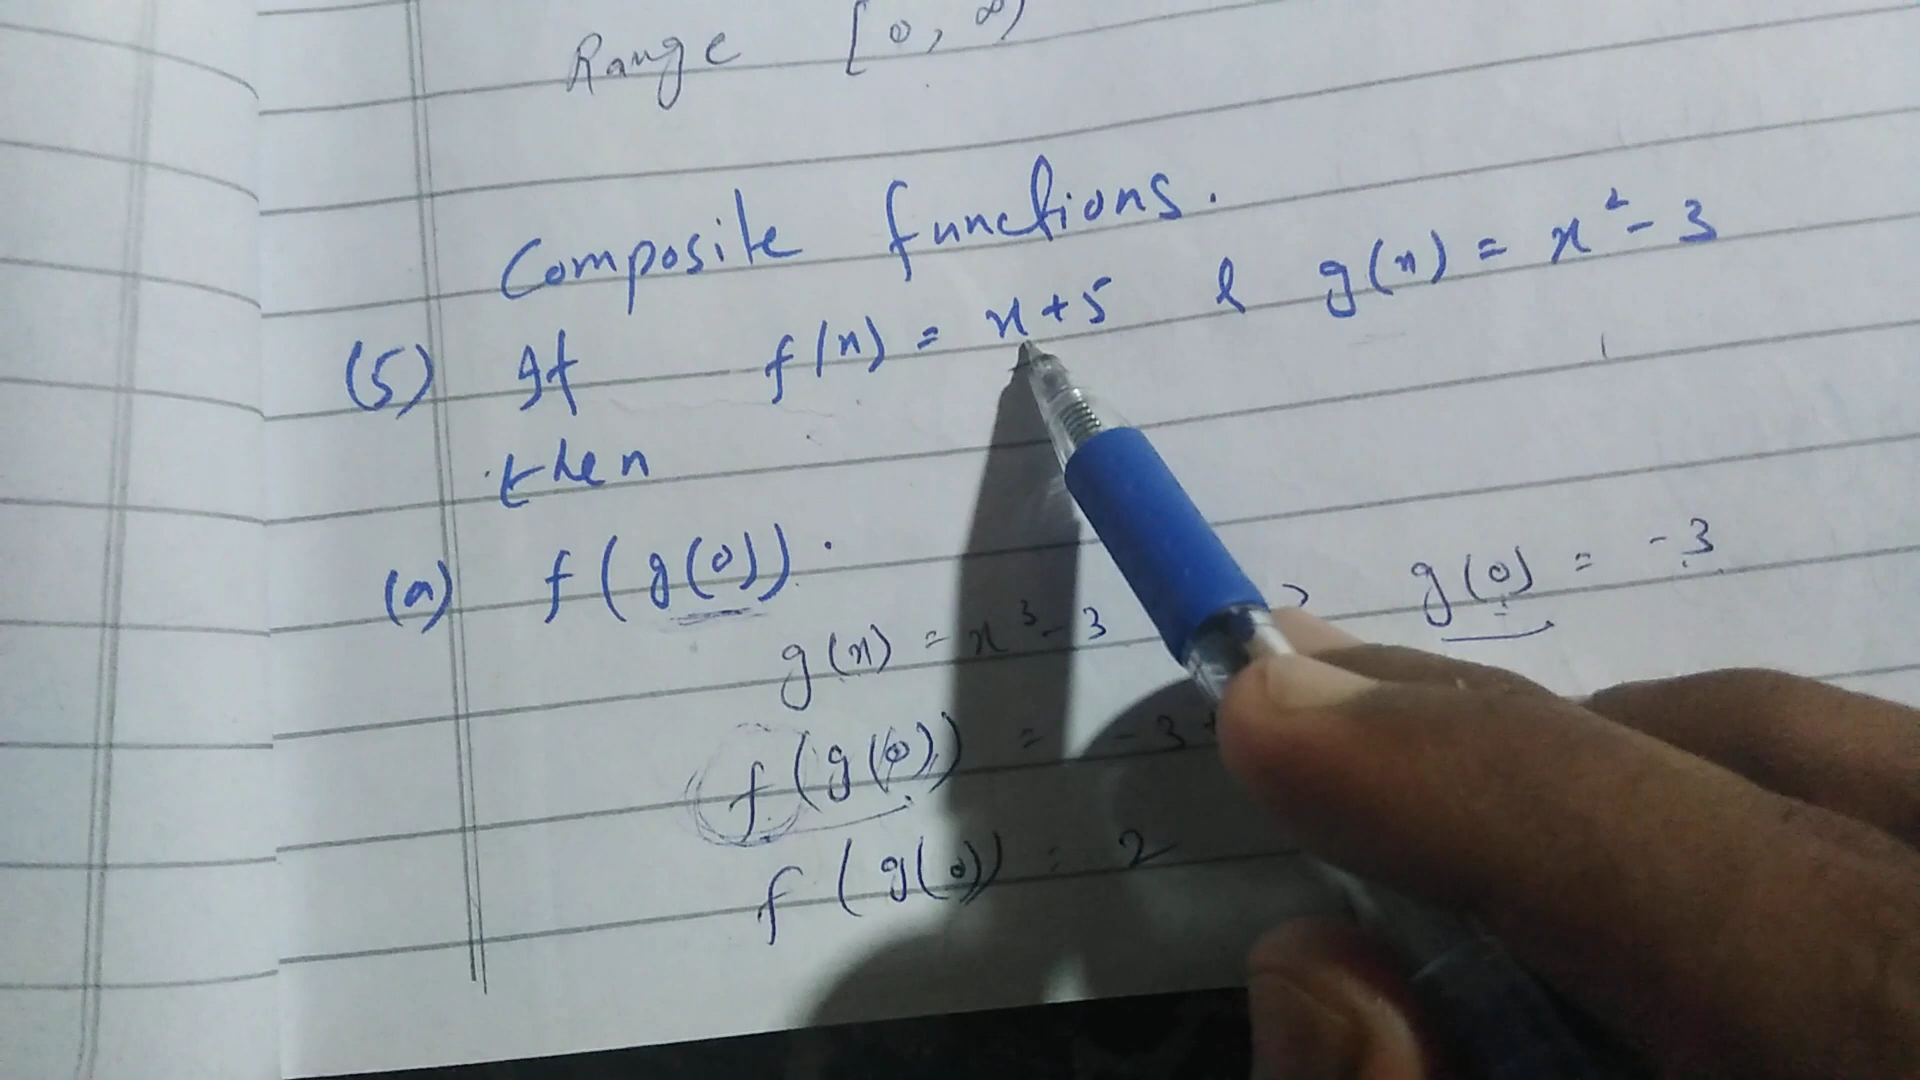 Range [0, ∞)
Composite functions.
(5) If f(x) = x+5 & g(x) = x² - 3
then
(a) f(g(0)).
g(x) = x³ - 3 g(0) = -3
f(g(0)) = -3 +
f(g(0)) = 2